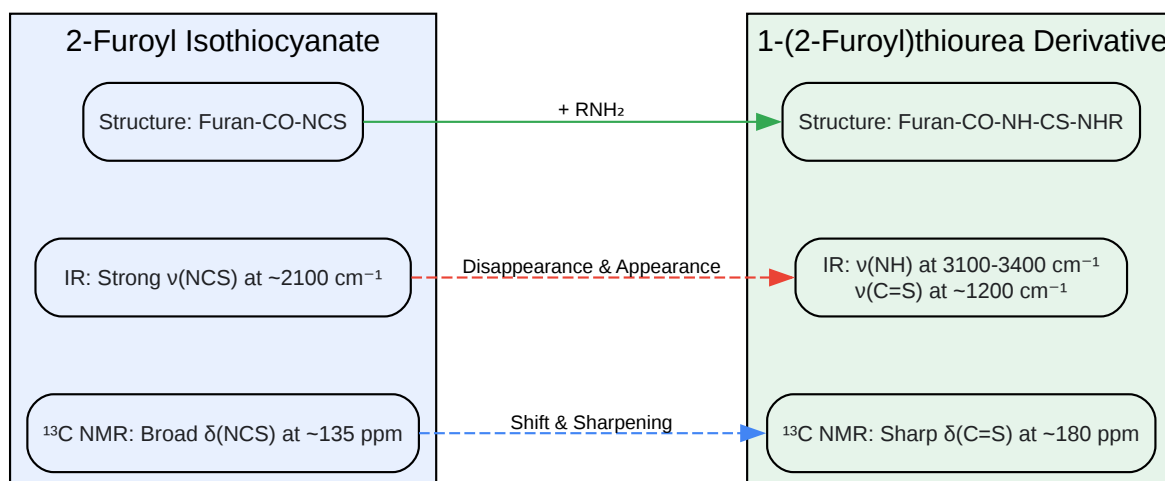 2-Furoyl Isothiocyanate
1-(2-Furoyl)thiourea Derivative
Structure: Furan-CO-NCS
+ RNH₂
Structure: Furan-CO-NH-CS-NHR
IR: Strong ν(NCS) at ~2100 cm⁻¹
Disappearance & Appearance
IR: ν(NH) at 3100-3400 cm⁻¹
ν(C=S) at ~1200 cm⁻¹
¹³C NMR: Broad δ(NCS) at ~135 ppm
Shift & Sharpening
¹³C NMR: Sharp δ(C=S) at ~180 ppm